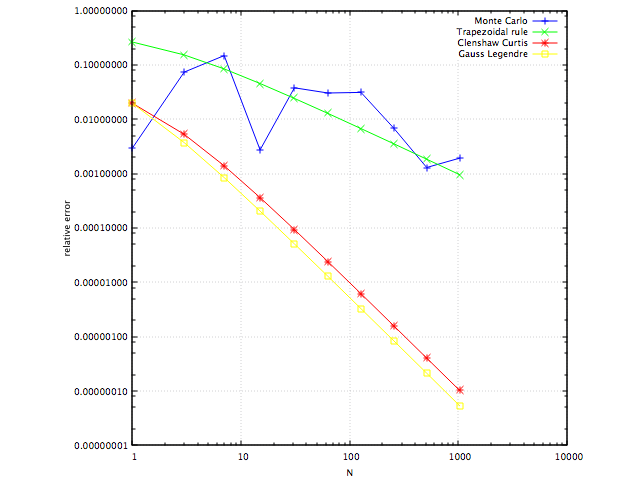 1.00000000
0.10000000
0.01000000
0.00100000
0.00010000
0.00001000
0.00000100
0.00000010
0.00000001
relative error
1 10 100 1000 10000
N
Monte Carlo
Trapezoidal rule
Clenshaw Curtis
Gauss Legendre